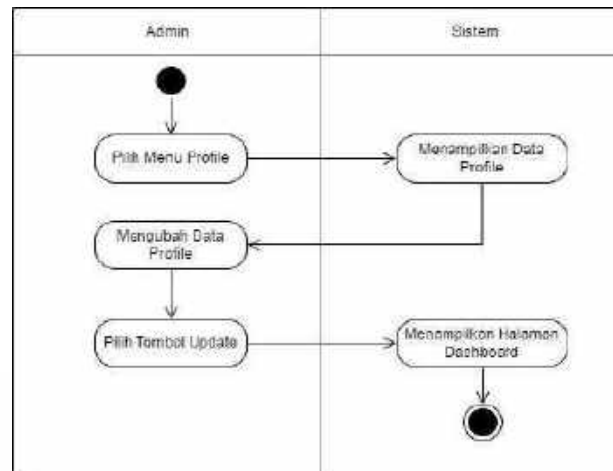 Admin
Sistem
Pilih Menu Profile
Menampilkan Data
Profile
Mengubah Data
Profile
Pilih Tombol Update
Menampilkan Halaman
Dashboard